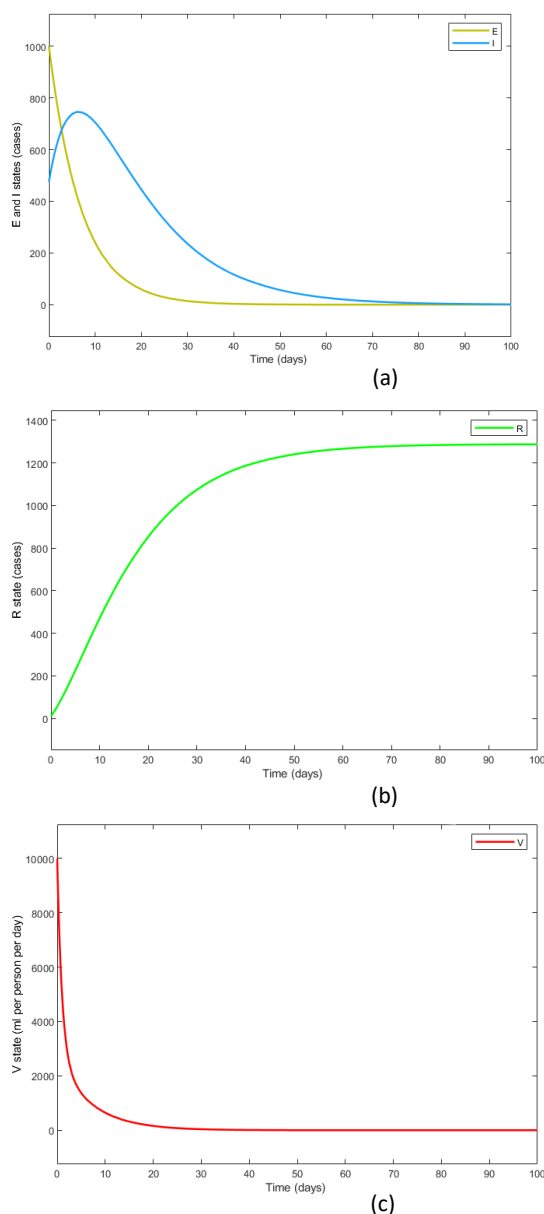 E
I
1000
800
600
400
200
0
E and I states (cases)
0 10 20 30 40 50 60 70 80 90 100
Time (days)
(a)
R
1400
1200
1000
800
600
400
200
0
R state (cases)
0 10 20 30 40 50 60 70 80 90 100
Time (days)
(b)
V
10000
8000
6000
4000
2000
0
V state (ml per person per day)
0 10 20 30 40 50 60 70 80 90 100
Time (days)
(c)